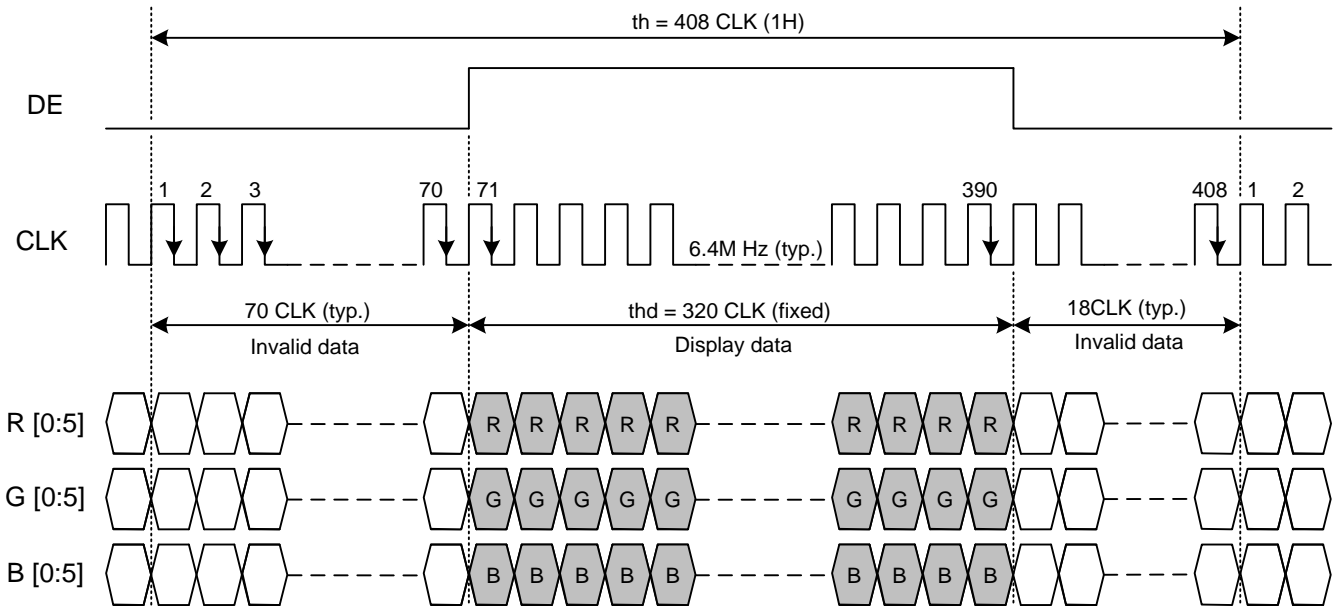 th = 408 CLK (1H)
DE
1 2 3 70 71 390 408 1 2
CLK
6.4M Hz (typ.)
70 CLK (typ.) thd = 320 CLK (fixed) 18CLK (typ.)
Invalid data Display data Invalid data
R [0:5] R R R R R R R R R
G [0:5] G G G G G G G G G
B [0:5] B B B B B B B B B